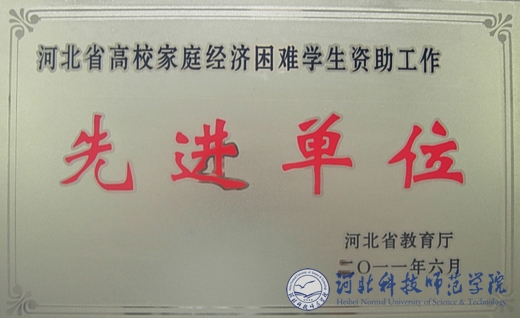 河北省高校家庭经济困难学生资助工作
先进单位
河北省教育厅
二〇一一年六月
河北科技师范学院
Hebei Normal University of Science & Technology